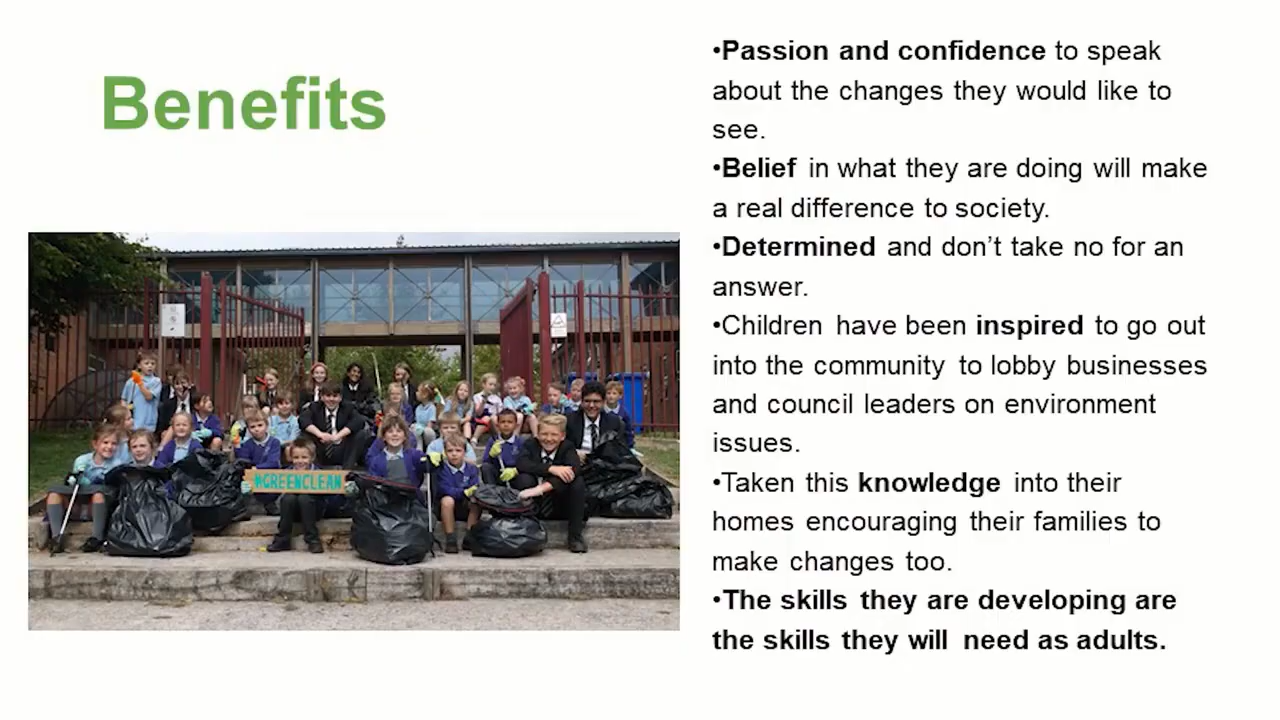 Benefits
•Passion and confidence to speak
about the changes they would like to
see.
•Belief in what they are doing will make
a real difference to society.
•Determined and don’t take no for an
answer.
•Children have been inspired to go out
into the community to lobby businesses
and council leaders on environment
issues.
•Taken this knowledge into their
homes encouraging their families to
make changes too.
•The skills they are developing are
the skills they will need as adults.
#GREENCLEAN